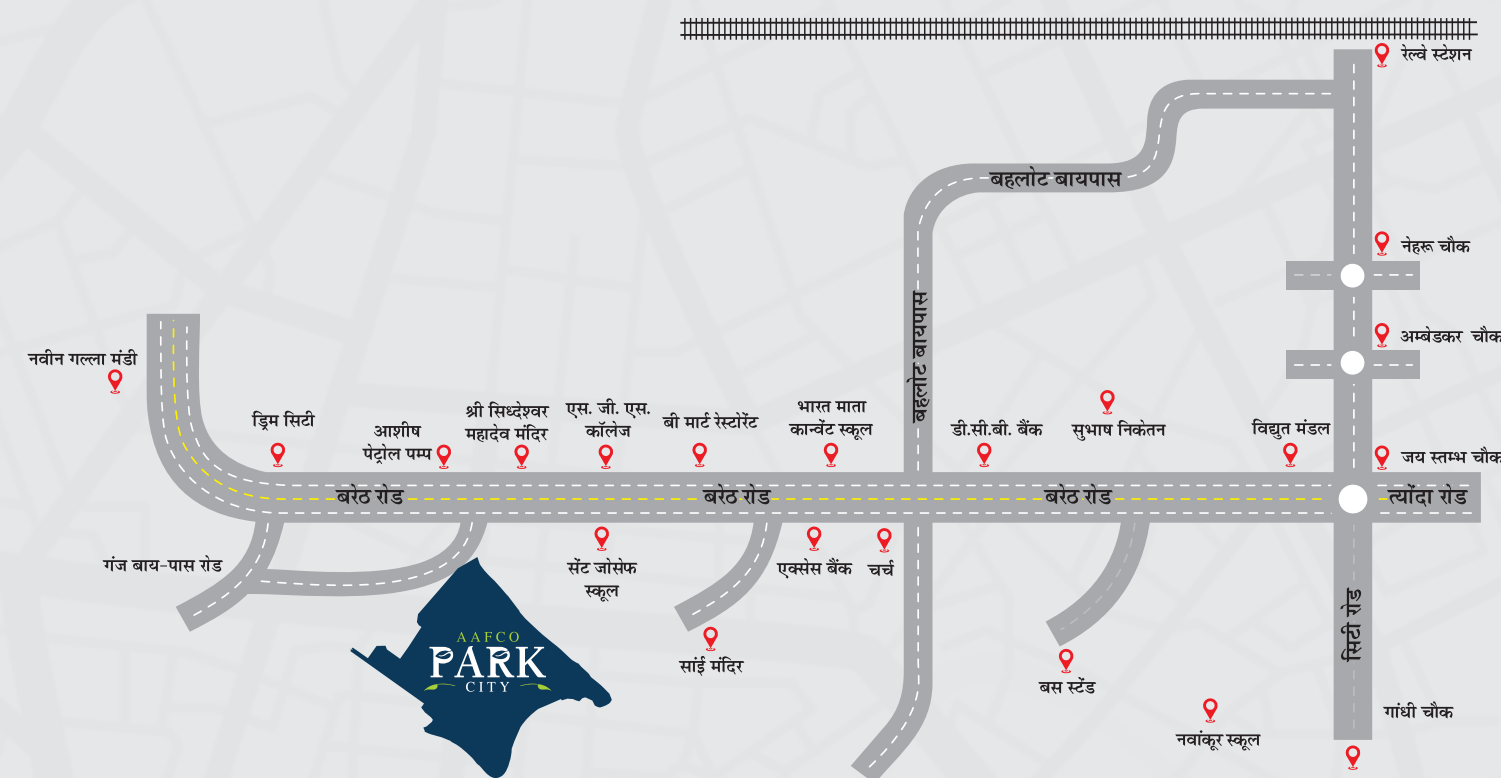 रेल्वे स्टेशन
बहलोट बायपास
नेहरू चौक
अम्बेडकर चौक
बहलोट बायपास
नवीन गल्ला मंडी
ड्रिम सिटी
आशीष
पेट्रोल पम्प
श्री सिध्देश्वर
महादेव मंदिर
एस. जी. एस.
कॉलेज
बी मार्ट रेस्टोरेंट
भारत माता
कान्वेंट स्कूल
डी.सी.बी. बैंक
सुभाष निकेतन
विद्युत मंडल
जय स्तम्भ चौक
बरेठ रोड
बरेठ रोड
बरेठ रोड
त्योंदा रोड
गंज बाय-पास रोड
सेंट जोसेफ
स्कूल
एक्सेस बैंक
चर्च
सिटी रोड
AAFCO
PARK
CITY
सांई मंदिर
बस स्टेंड
गांधी चौक
नवांकूर स्कूल